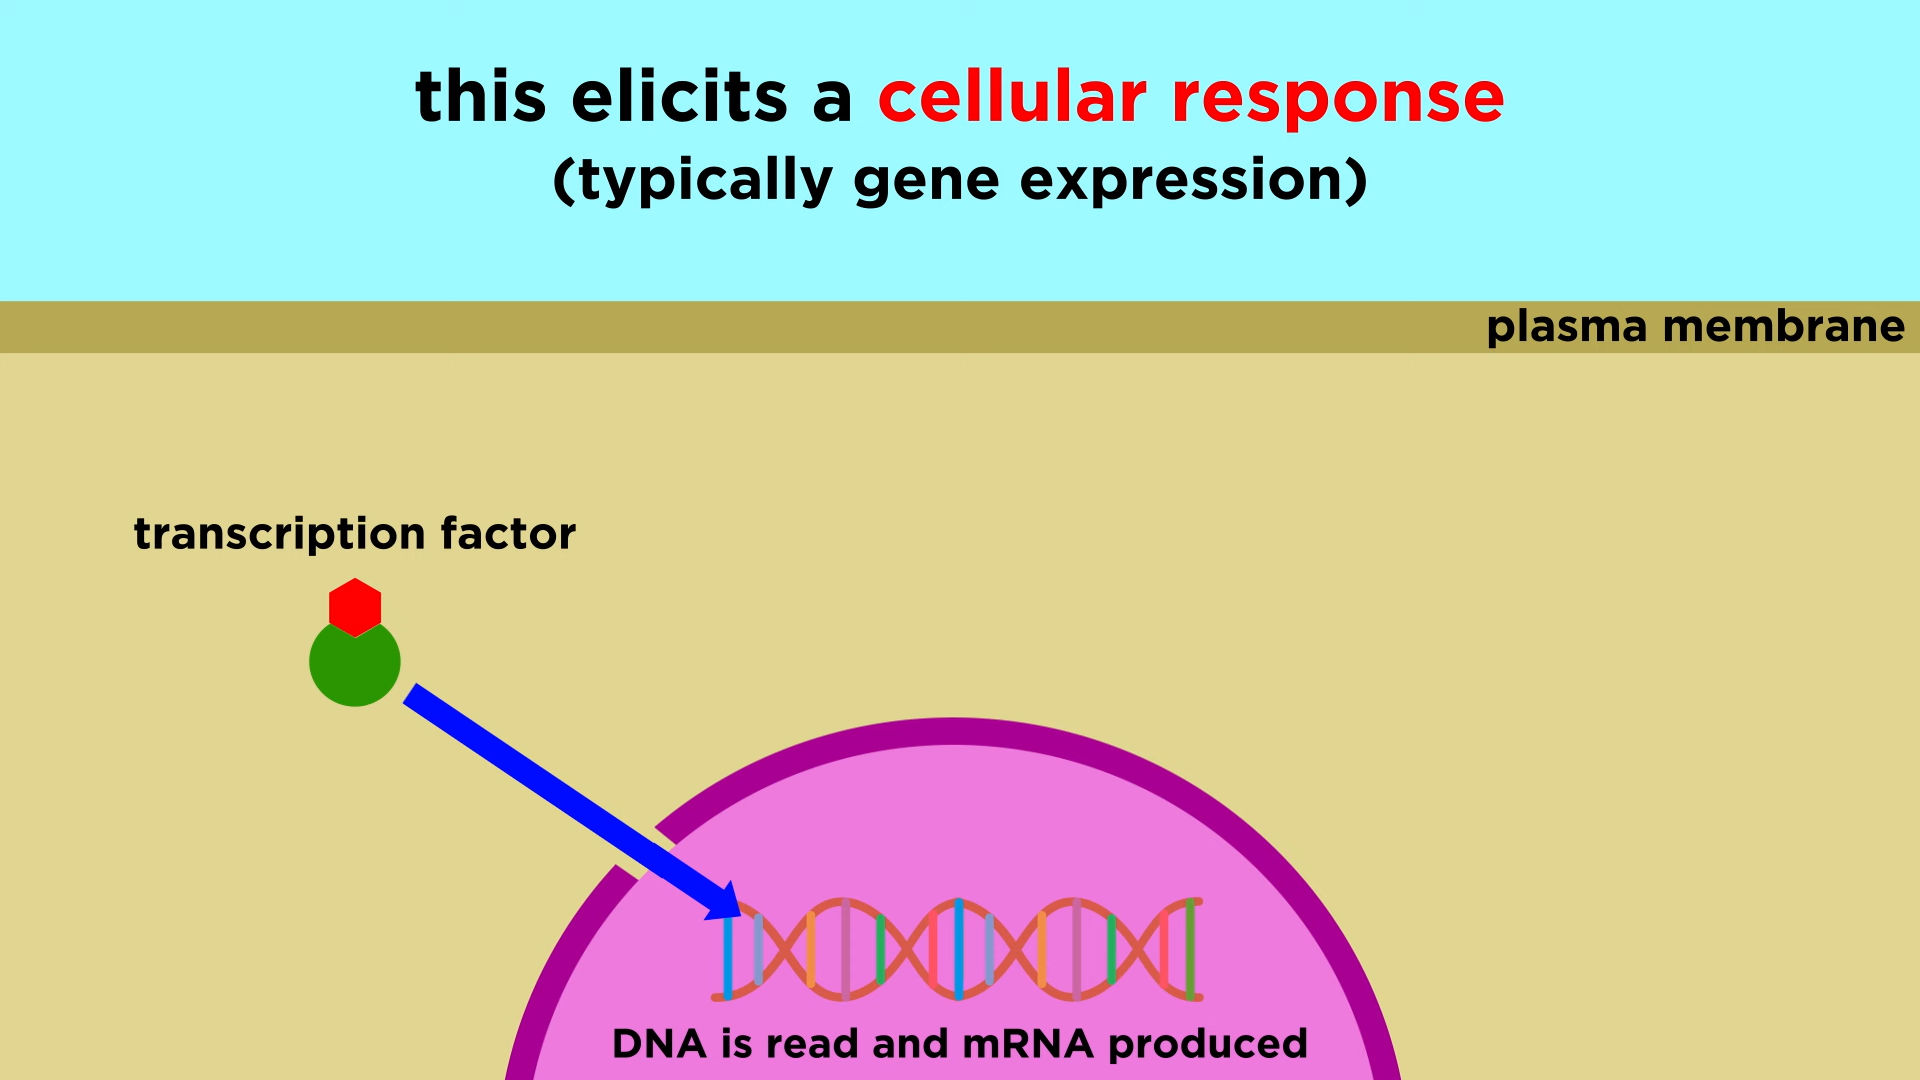 this elicits a cellular response
(typically gene expression)
plasma membrane
transcription factor
DNA is read and mRNA produced